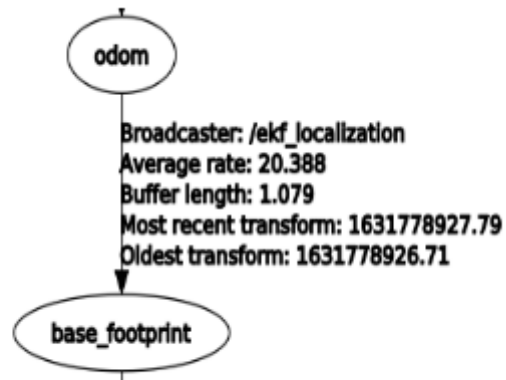 odom
Broadcaster: /ekf_localization
Average rate: 20.388
Buffer length: 1.079
Most recent transform: 1631778927.79
Oldest transform: 1631778926.71
base_footprint